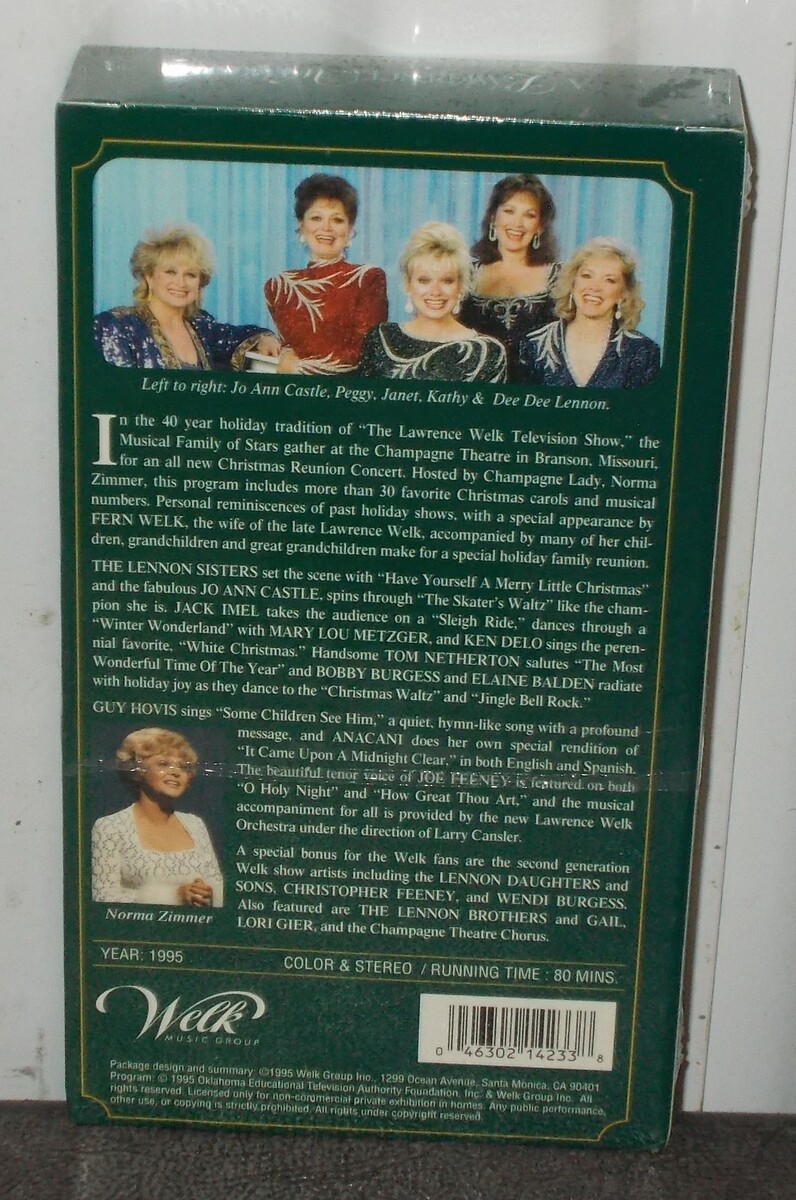 Left to right: Jo Ann Castle, Peggy, Janet, Kathy & Dee Dee Lennon.
In the 40 year holiday tradition of “The Lawrence Welk Television Show,” the
Musical Family of Stars gather at the Champagne Theatre in Branson, Missouri,
for an all new Christmas Reunion Concert. Hosted by Champagne Lady, Norma
Zimmer, this program includes more than 30 favorite Christmas carols and musical
numbers. Personal reminiscences of past holiday shows, with a special appearance by
FERN WELK, the wife of the late Lawrence Welk, accompanied by many of her chil-
dren, grandchildren and great grandchildren make for a special holiday family reunion.
THE LENNON SISTERS set the scene with “Have Yourself A Merry Little Christmas”
and the fabulous JO ANN CASTLE, spins through “The Skater’s Waltz” like the cham-
pion she is. JACK IMEL takes the audience on a “Sleigh Ride,” dances through a
“Winter Wonderland” with MARY LOU METZGER, and KEN DELO sings the peren-
nial favorite, “White Christmas.” Handsome TOM NETHERTON salutes “The Most
Wonderful Time Of The Year” and BOBBY BURGESS and ELAINE BALDEN radiate
with holiday joy as they dance to the “Christmas Waltz” and “Jingle Bell Rock.”
GUY HOVIS sings “Some Children See Him,” a quiet, hymn-like song with a profound
message, and ANACANI does her own special rendition of
“It Came Upon A Midnight Clear,” in both English and Spanish.
The beautiful tenor voice of JOE FEENEY is featured on both
“O Holy Night” and “How Great Thou Art,” and the musical
accompaniment for all is provided by the new Lawrence Welk
Orchestra under the direction of Larry Cansler.
A special bonus for the Welk fans are the second generation
Welk show artists including the LENNON DAUGHTERS and
SONS, CHRISTOPHER FEENEY, and WENDI BURGESS.
Also featured are THE LENNON BROTHERS and GAIL,
LORI GIER, and the Champagne Theatre Chorus.
Norma Zimmer
YEAR: 1995
COLOR & STEREO / RUNNING TIME : 80 MINS.
Welk
MUSIC GROUP
0 46302 14233 8
Package design and summary ©1995 Welk Group Inc., 1299 Ocean Avenue, Santa Monica, CA 90401
Program: © 1995 Oklahoma Educational Television Authority Foundation, Inc. & Welk Group Inc. All
rights reserved. Licensed only for non-commercial private exhibition in homes. Any public performance,
other use, or copying is strictly prohibited. All rights under copyright reserved.